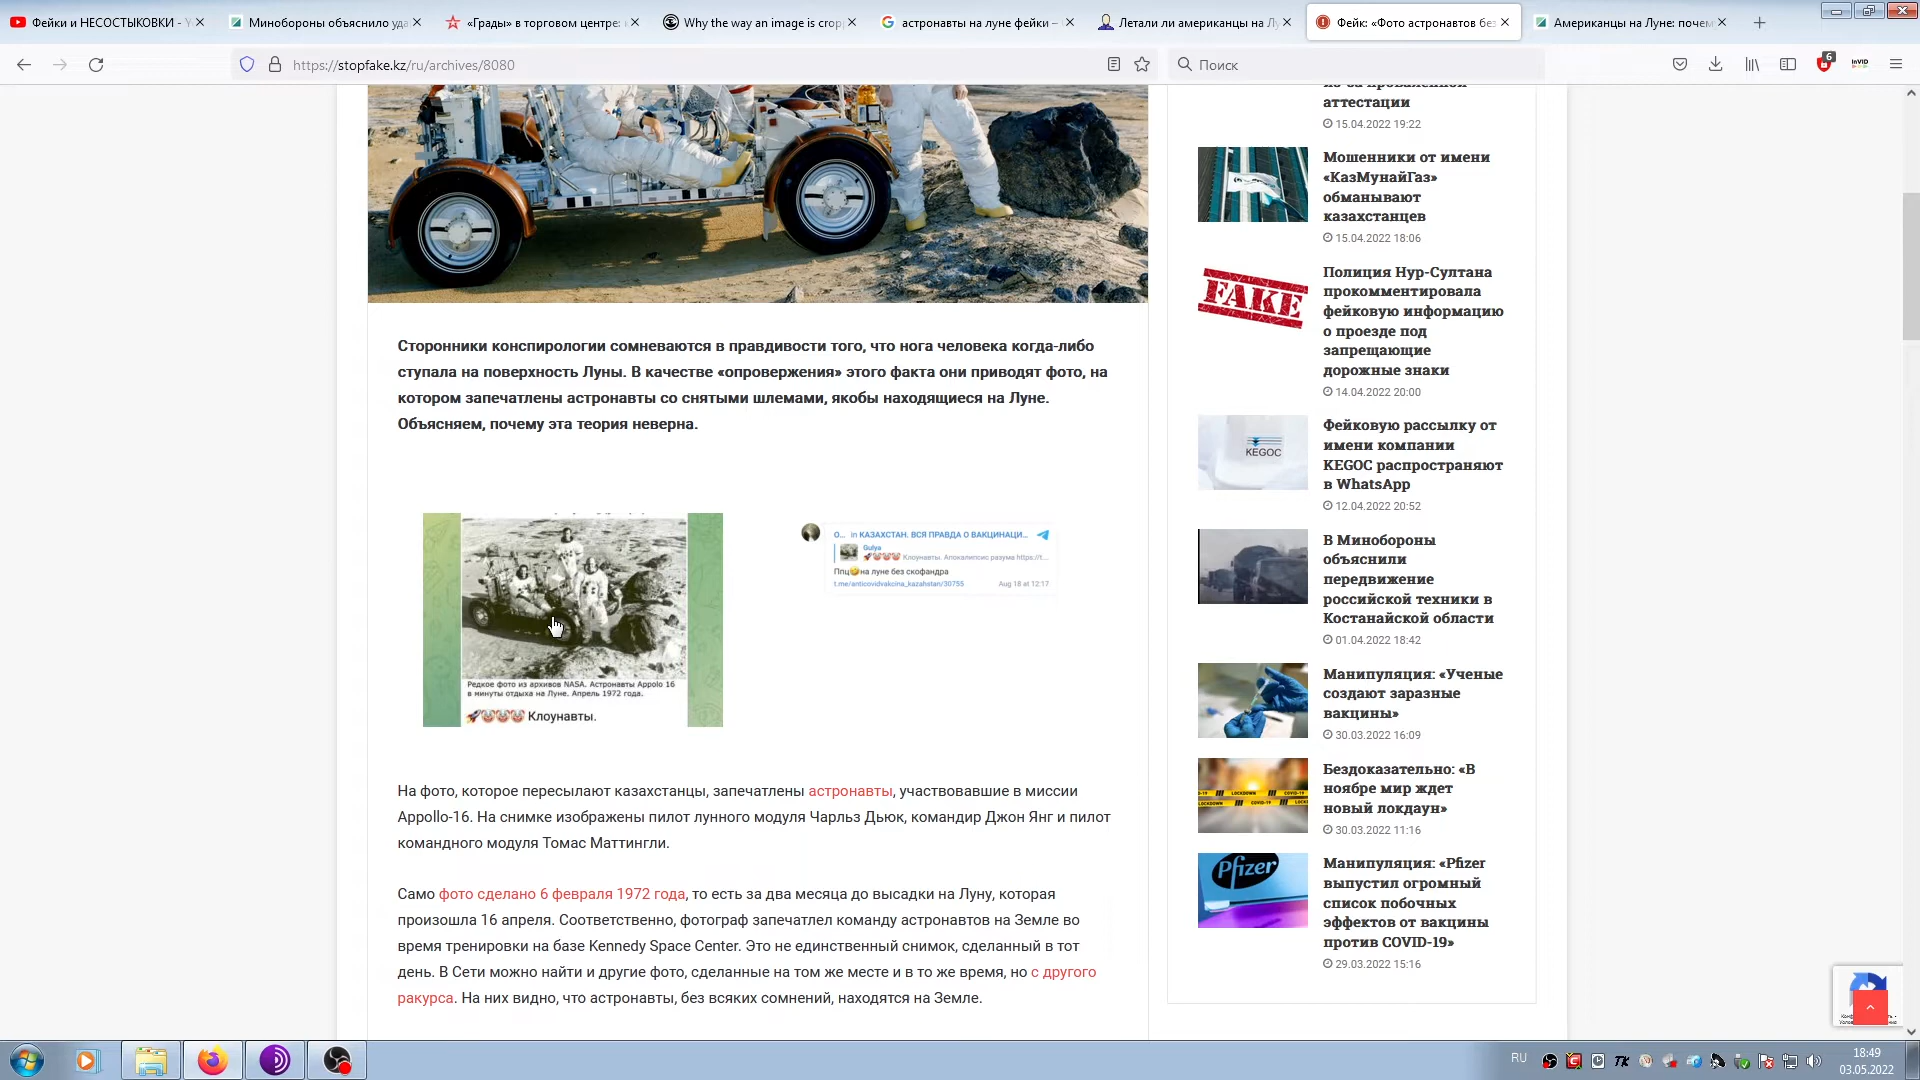 Фейки и НЕСОСТЫКОВКИ - Y
Минобороны объяснило уда
«Грады» в торговом центре:
Why the way an image is crop
астронавты на луне фейки –
Летали ли американцы на Лу
Фейк: «Фото астронавтов без
Американцы на Луне: почем
https://stopfake.kz/ru/archives/8080
Поиск
6
InVID
Сторонники конспирологии сомневаются в правдивости того, что нога человека когда-либо
ступала на поверхность Луны. В качестве «опровержения» этого факта они приводят фото, на
котором запечатлены астронавты со снятыми шлемами, якобы находящиеся на Луне.
Объясняем, почему эта теория неверна.
Редкое фото из архивов NASA. Астронавты Appolo 16
в минуты отдыха на Луне. Апрель 1972 года.
Клоунавты.
О... in КАЗАХСТАН. ВСЯ ПРАВДА О ВАКЦИНАЦИ...
Gulya
Клоунавты. Апокалипсис разума https://t...
Ппц на луне без скофандра
t.me/anticovidvakcina_kazahstan/30755
Aug 18 at 12:17
На фото, которое пересылают казахстанцы, запечатлены астронавты, участвовавшие в миссии
Appollo-16. На снимке изображены пилот лунного модуля Чарльз Дьюк, командир Джон Янг и пилот
командного модуля Томас Маттингли.
Само фото сделано 6 февраля 1972 года, то есть за два месяца до высадки на Луну, которая
произошла 16 апреля. Соответственно, фотограф запечатлел команду астронавтов на Земле во
время тренировки на базе Kennedy Space Center. Это не единственный снимок, сделанный в тот
день. В Сети можно найти и другие фото, сделанные на том же месте и в то же время, но с другого
ракурса. На них видно, что астронавты, без всяких сомнений, находятся на Земле.
из-за проваленной
аттестации
15.04.2022 19:22
Мошенники от имени
«КазМунайГаз»
обманывают
казахстанцев
15.04.2022 18:06
FAKE
Полиция Нур-Султана
прокомментировала
фейковую информацию
о проезде под
запрещающие
дорожные знаки
14.04.2022 20:00
KEGOC
Фейковую рассылку от
имени компании
KEGOC распространяют
в WhatsApp
12.04.2022 20:52
В Минобороны
объяснили
передвижение
российской техники в
Костанайской области
01.04.2022 18:42
Манипуляция: «Ученые
создают заразные
вакцины»
30.03.2022 16:09
LOCKDOWN
COVID-19
Бездоказательно: «В
ноябре мир ждет
новый локдаун»
30.03.2022 11:16
Pfizer
Манипуляция: «Pfizer
выпустил огромный
список побочных
эффектов от вакцины
против COVID-19»
29.03.2022 15:16
RU
18:49
03.05.2022